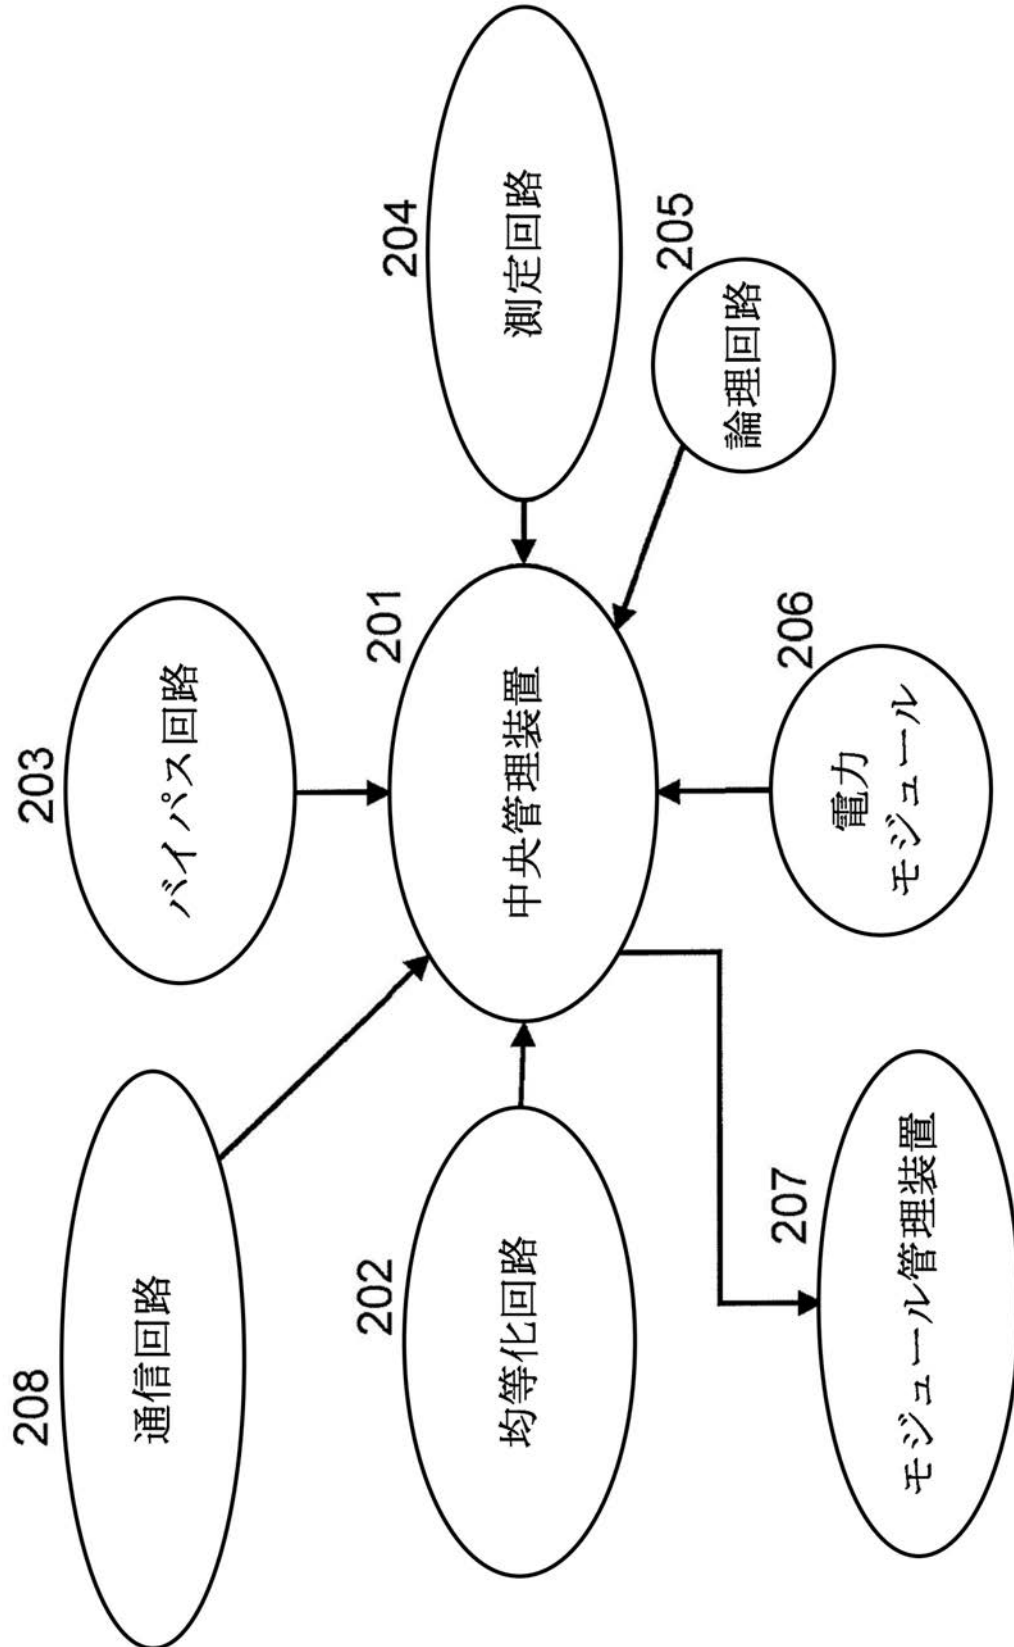 208
通信回路
203
バイパス回路
202
均等化回路
201
中央管理装置
204
測定回路
207
モジュール管理装置
206
電力
モジュール
205
論理回路